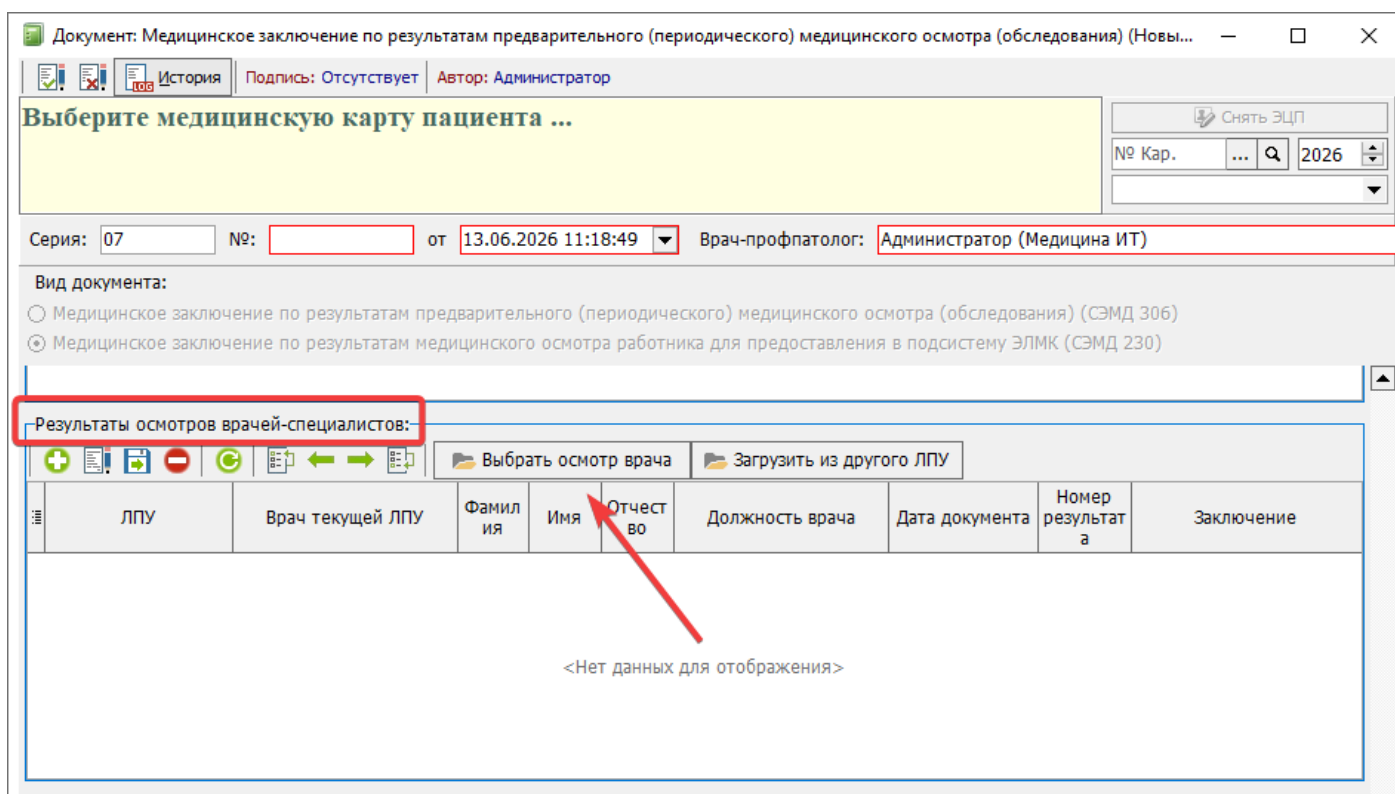 Документ: Медицинское заключение по результатам предварительного (периодического) медицинского осмотра (обследования) (Новы...
LOG История Подпись: Отсутствует Автор: Администратор
Выберите медицинскую карту пациента ...
Снять ЭЦП
№ Кар. ... 2026
Серия: 07 №: от 13.06.2026 11:18:49 Врач-профпатолог: Администратор (Медицина ИТ)
Вид документа:
Медицинское заключение по результатам предварительного (периодического) медицинского осмотра (обследования) (СЭМД 306)
Медицинское заключение по результатам медицинского осмотра работника для предоставления в подсистему ЭЛМК (СЭМД 230)
Результаты осмотров врачей-специалистов:
Выбрать осмотр врача Загрузить из другого ЛПУ
ЛПУ Врач текущей ЛПУ Фамил
ия Имя Отчест
во Должность врача Дата документа Номер
результат
а Заключение
<Нет данных для отображения>